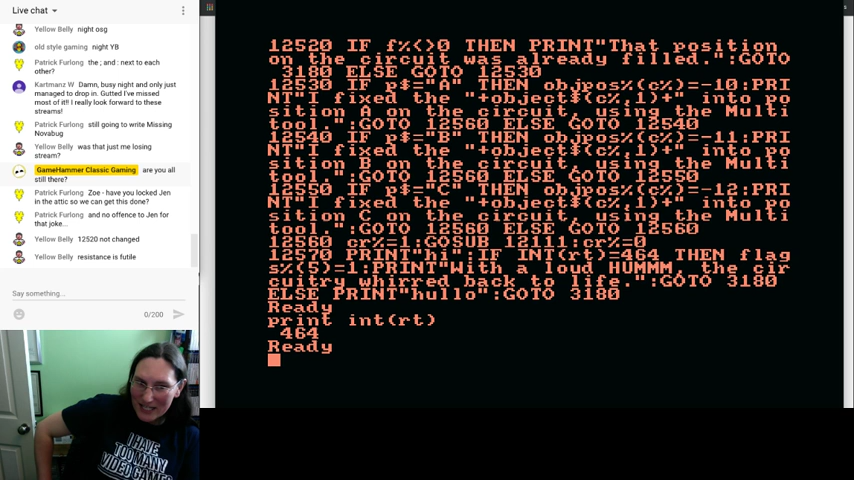 Live chat
Yellow Belly night osg
old style gaming night YB
Patrick Furlong the ; and : next to each
other?
Kartmanz W Damn, busy night and only just
managed to drop in. Gutted I've missed
most of it!! I really look forward to these
streams!
Patrick Furlong still going to write Missing
Novabug
Yellow Belly was that just me losing
stream?
GameHammer Classic Gaming are you all
still there?
Patrick Furlong Zoe - have you locked Jen
in the attic so we can get this done?
Patrick Furlong and no offence to Jen for
that joke...
Yellow Belly 12520 not changed
Yellow Belly resistance is futile
Say something...
0/200
I HAVE
TOO MANY
VIDEO GAMES
12520 IF f%<>0 THEN PRINT"That position
on the circuit was already filled.":GOTO
3180 ELSE GOTO 12530
12530 IF p$="A" THEN objpos%(c%)=-10:PRI
NT"I fixed the "+object$(c%,1)+" into po
sition A on the circuit, using the Multi
tool.":GOTO 12560 ELSE GOTO 12540
12540 IF p$="B" THEN objpos%(c%)=-11:PRI
NT"I fixed the "+object$(c%,1)+" into po
sition B on the circuit, using the Multi
tool.":GOTO 12560 ELSE GOTO 12550
12550 IF p$="C" THEN objpos%(c%)=-12:PRI
NT"I fixed the "+object$(c%,1)+" into po
sition C on the circuit, using the Multi
tool.":GOTO 12560 ELSE GOTO 12560
12560 cr%=1:GOSUB 12111:cr%=0
12570 PRINT"hi":IF INT(rt)=464 THEN flag
s%(5)=1:PRINT"With a loud HUMMM, the cir
cuitry whirred back to life.":GOTO 3180
ELSE PRINT"hullo":GOTO 3180
Ready
print int(rt)
464
Ready